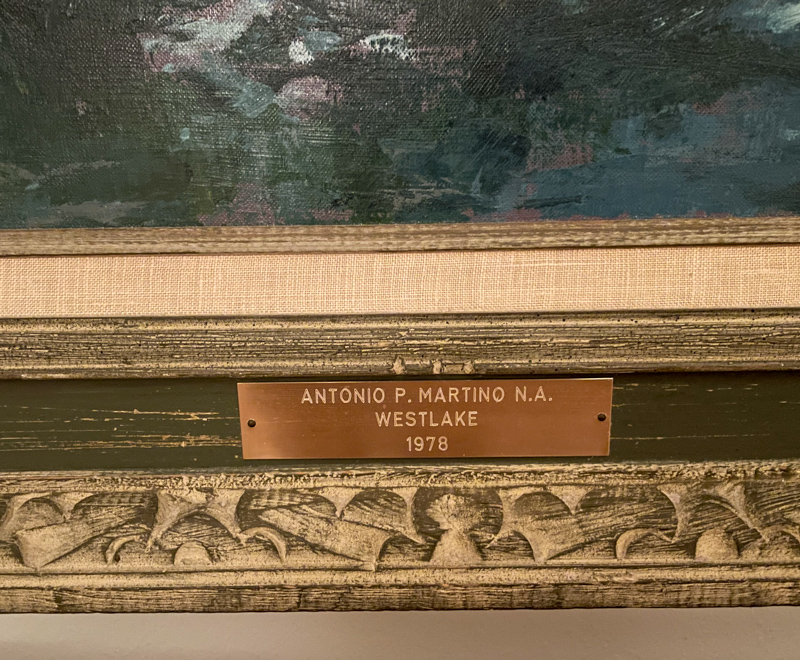 ANTONIO P. MARTINO N.A.
WESTLAKE
1978